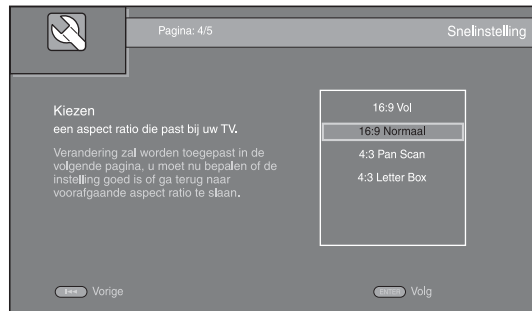 Pagina: 4/5
Snelinstelling
Kiezen
een aspect ratio die past bij uw TV.
Verandering zal worden toegepast in de
volgende pagina, u moet nu bepalen of de
instelling goed is of ga terug naar
voorafgaande aspect ratio te slaan.
16:9 Vol
16:9 Normaal
4:3 Pan Scan
4:3 Letter Box
Vorige
ENTER Volg